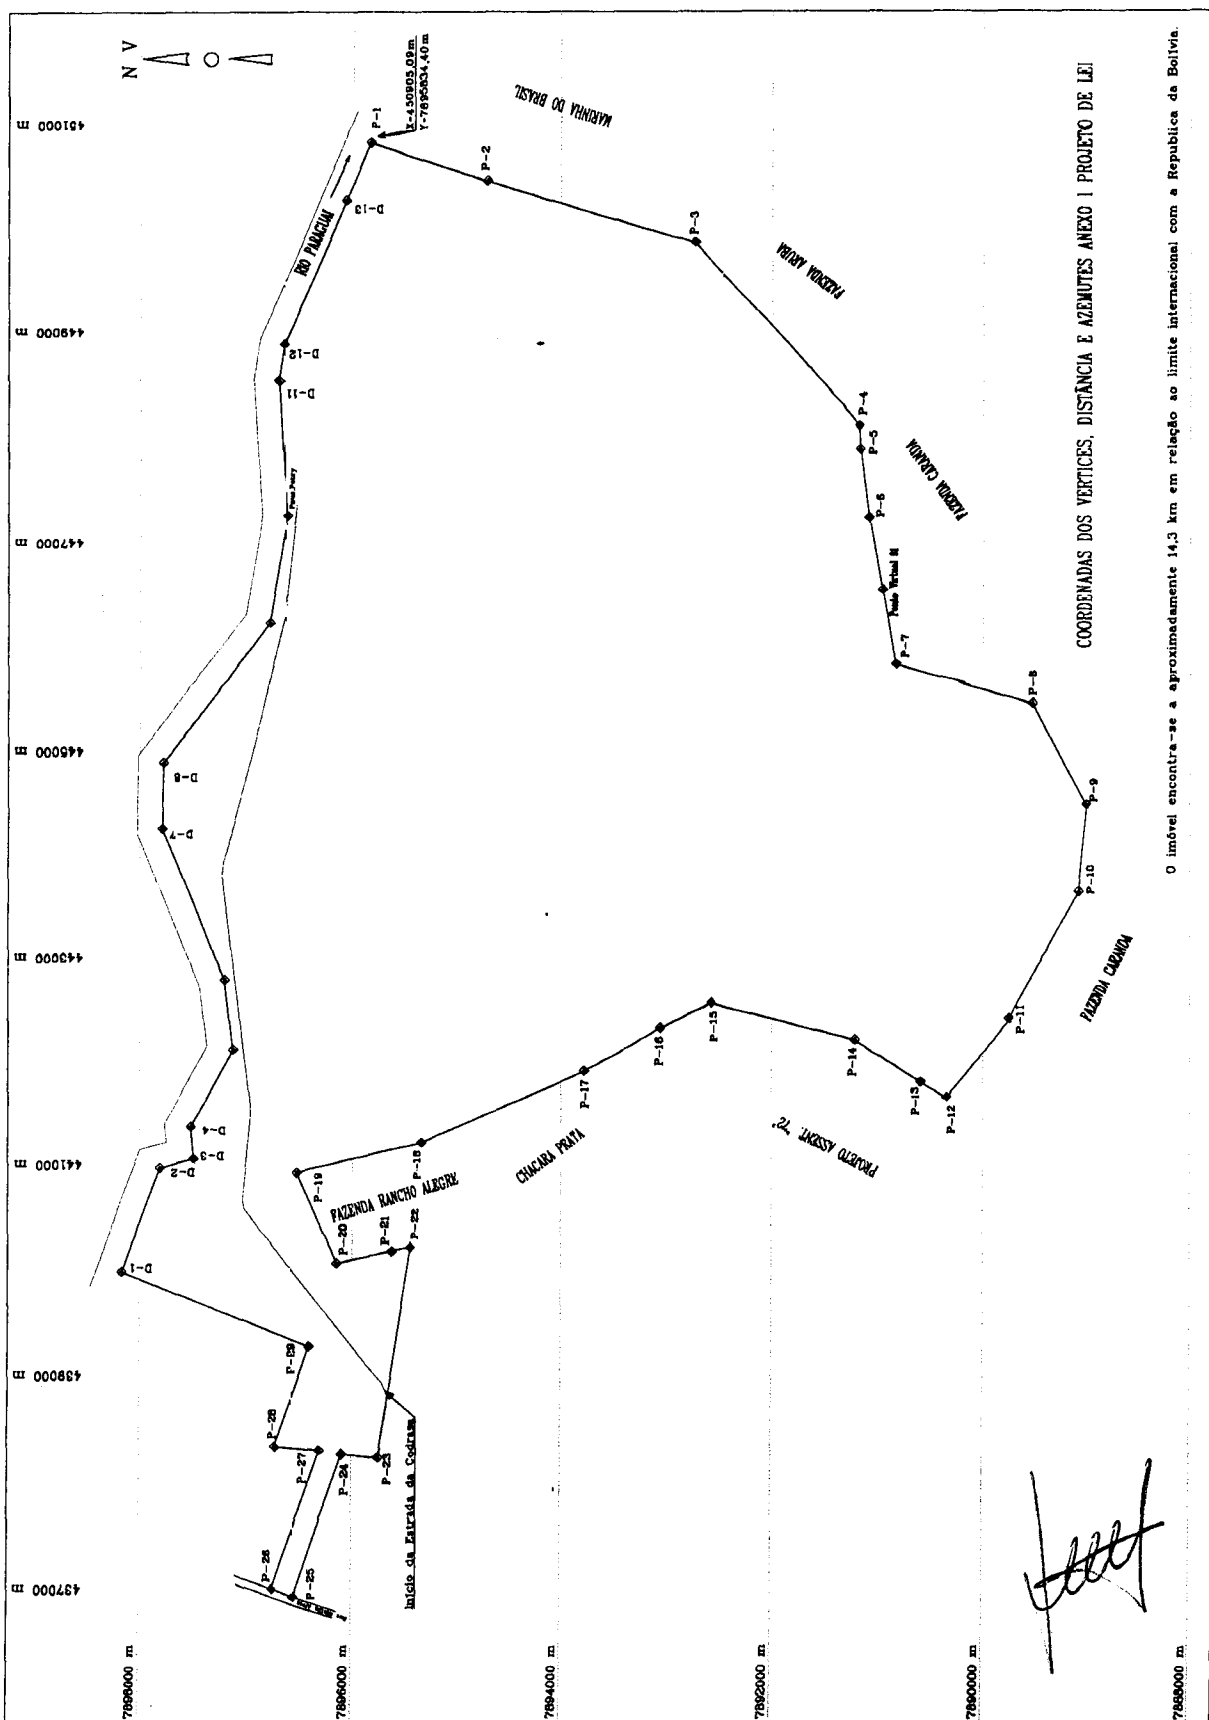 N V
451000 m
449000 m
447000 m
445000 m
443000 m
441000 m
439000 m
437000 m
7898000 m
7896000 m
7894000 m
7892000 m
7890000 m
7888000 m
RIO PARAGUAI
P-1
X-450905,09m
Y-7895834,40m
MARINHA DO BRASIL
P-2
P-3
FAZENDA ARUBA
P-4
P-5
FAZENDA CARANDA
P-6
Ponto Virtual 01
P-7
P-8
P-9
P-10
FAZENDA CARANDA
P-11
P-12
P-13
P-14
PROJETO ASSENT. "72"
P-15
P-16
P-17
CHACARA PRATA
P-18
P-19
FAZENDA RANCHO ALEGRE
P-20
P-21
P-22
P-23
Início da Estrada da Codrasa
P-24
P-25
P-26
P-27
P-28
P-29
D-1
D-2
D-3
D-4
D-7
D-8
D-11
D-12
D-13
COORDENADAS DOS VERTICES, DISTÂNCIA E AZEMUTES ANEXO I PROJETO DE LEI
O imóvel encontra-se a aproximadamente 14,3 km em relação ao limite internacional com a Republica da Bolívia.